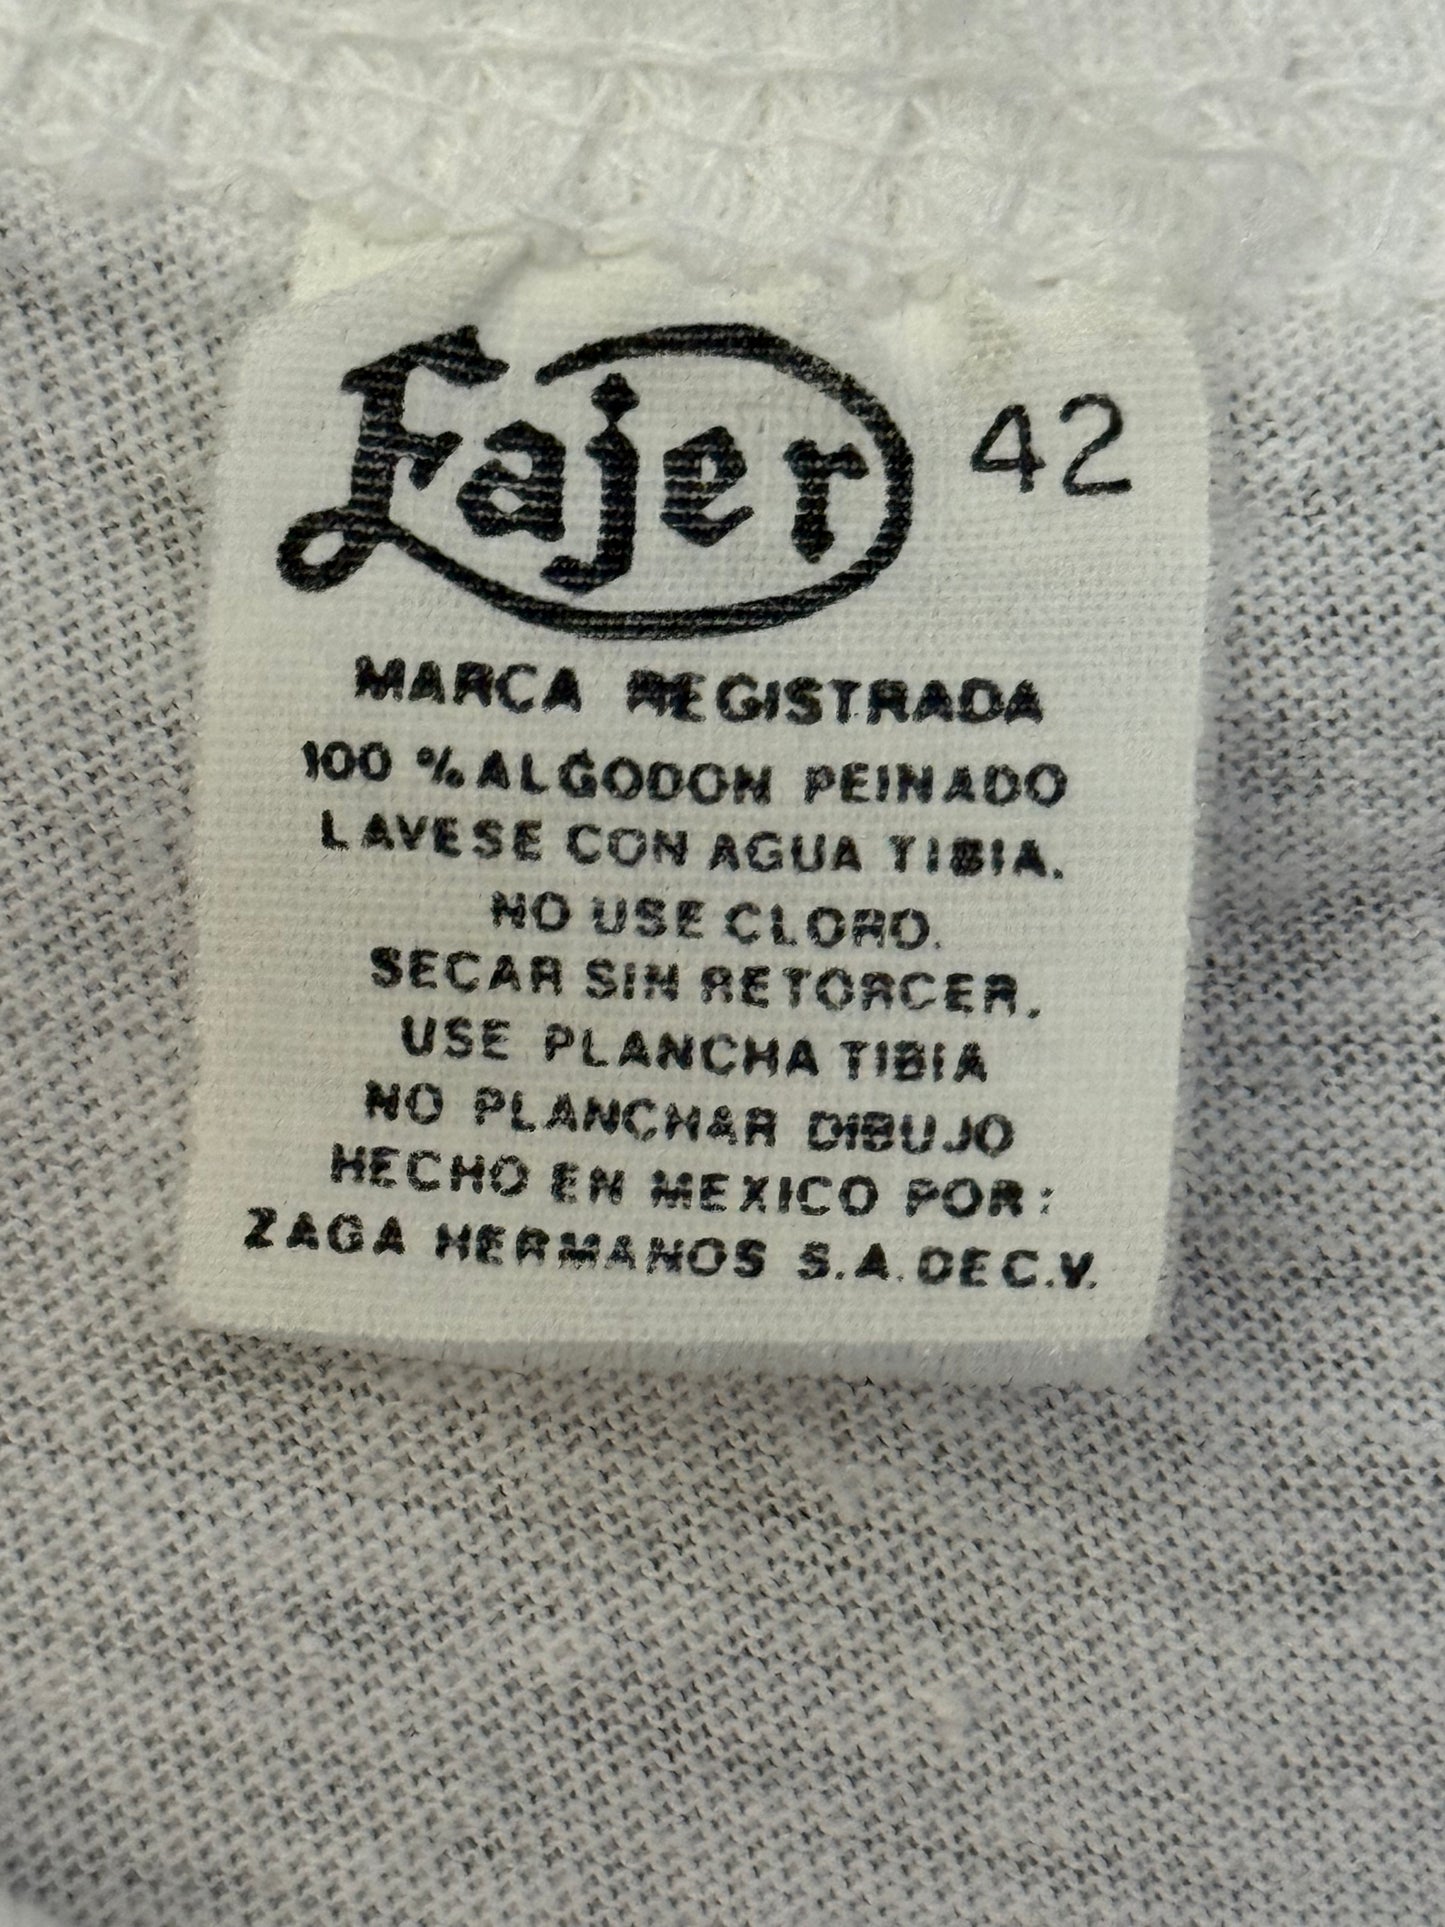 Fajer 42
MARCA REGISTRADA
100 % ALGODON PEINADO
LAVESE CON AGUA TIBIA.
NO USE CLORO.
SECAR SIN RETORCER.
USE PLANCHA TIBIA
NO PLANCHAR DIBUJO
HECHO EN MEXICO POR:
ZAGA HERMANOS S.A. DE C.V.